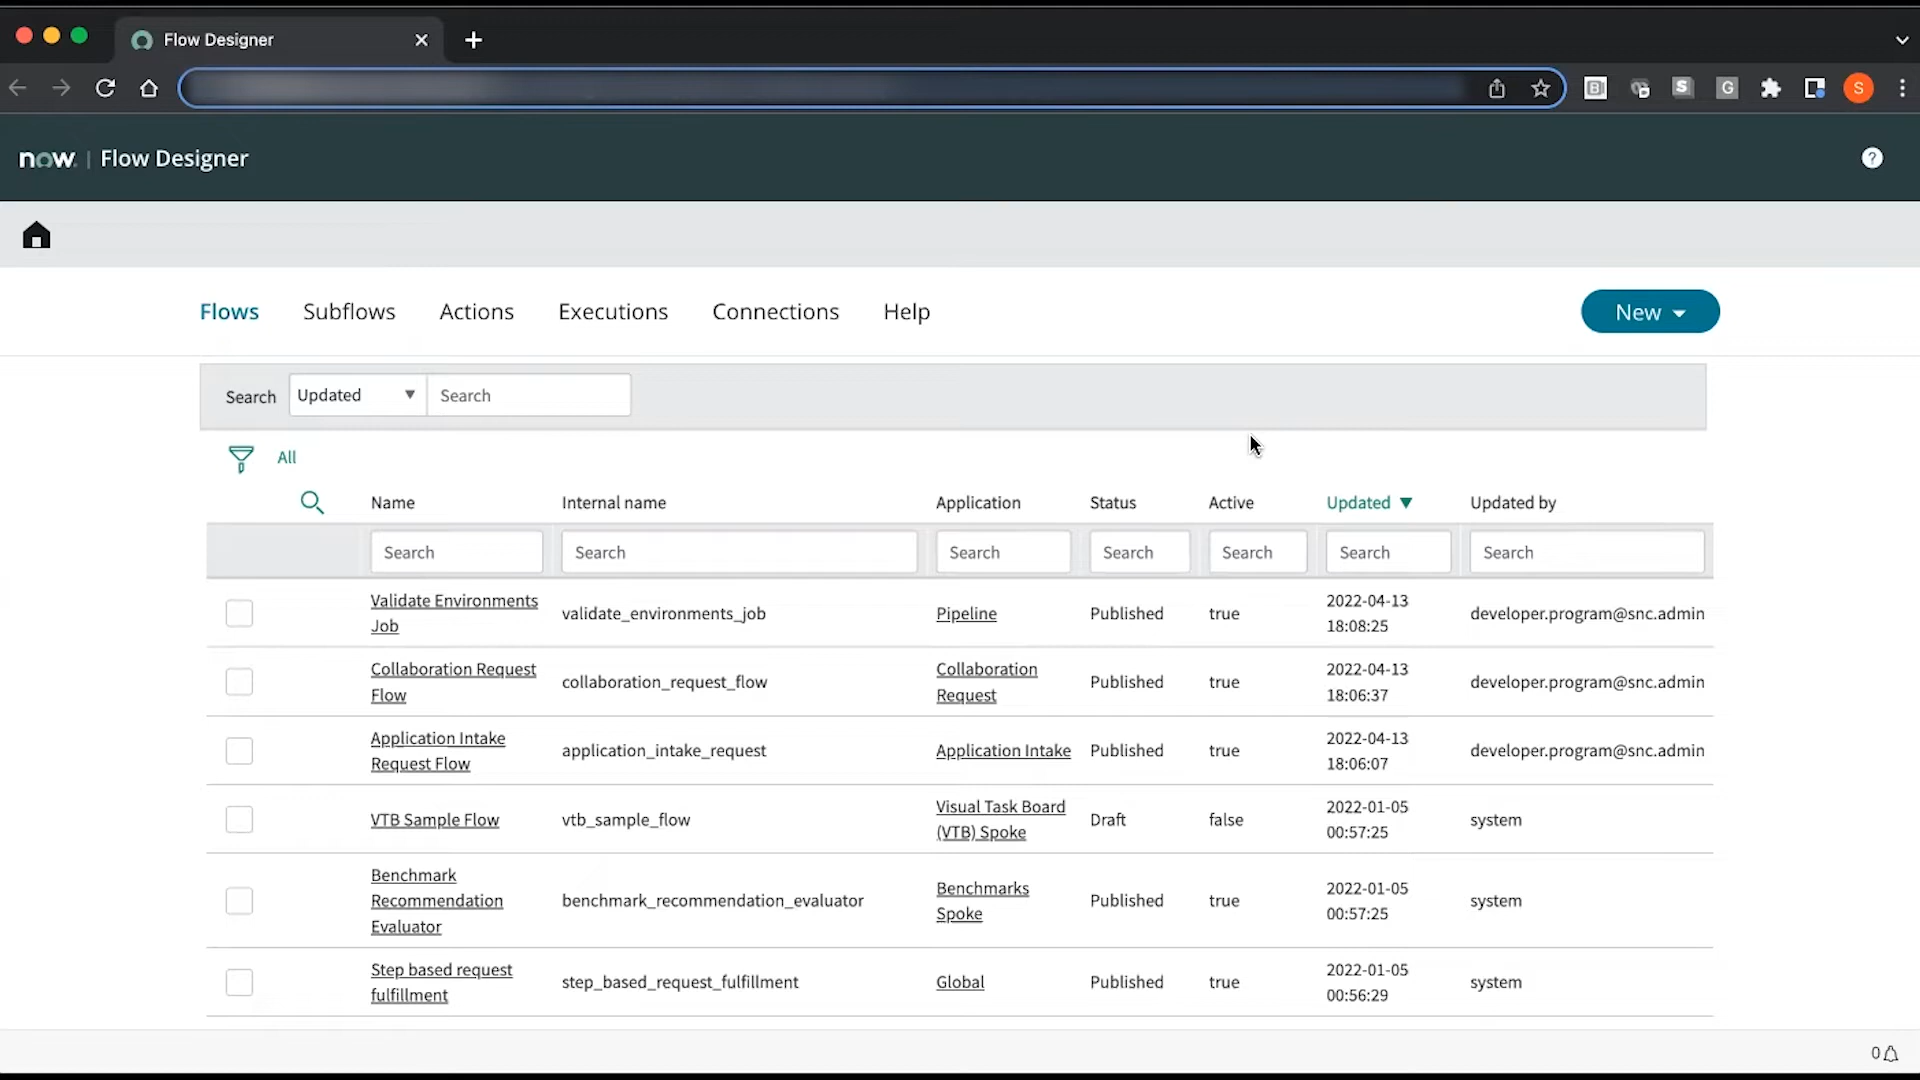 Flow Designer
S
G
S
now. | Flow Designer
?
Flows Subflows Actions Executions Connections Help New
Search Updated Search
All
Name Internal name Application Status Active Updated Updated by
Search Search Search Search Search Search Search
Validate Environments Job validate_environments_job Pipeline Published true 2022-04-13 18:08:25 developer.program@snc.admin
Collaboration Request Flow collaboration_request_flow Collaboration Request Published true 2022-04-13 18:06:37 developer.program@snc.admin
Application Intake Request Flow application_intake_request Application Intake Published true 2022-04-13 18:06:07 developer.program@snc.admin
VTB Sample Flow vtb_sample_flow Visual Task Board (VTB) Spoke Draft false 2022-01-05 00:57:25 system
Benchmark Recommendation Evaluator benchmark_recommendation_evaluator Benchmarks Spoke Published true 2022-01-05 00:57:25 system
Step based request fulfillment step_based_request_fulfillment Global Published true 2022-01-05 00:56:29 system
0